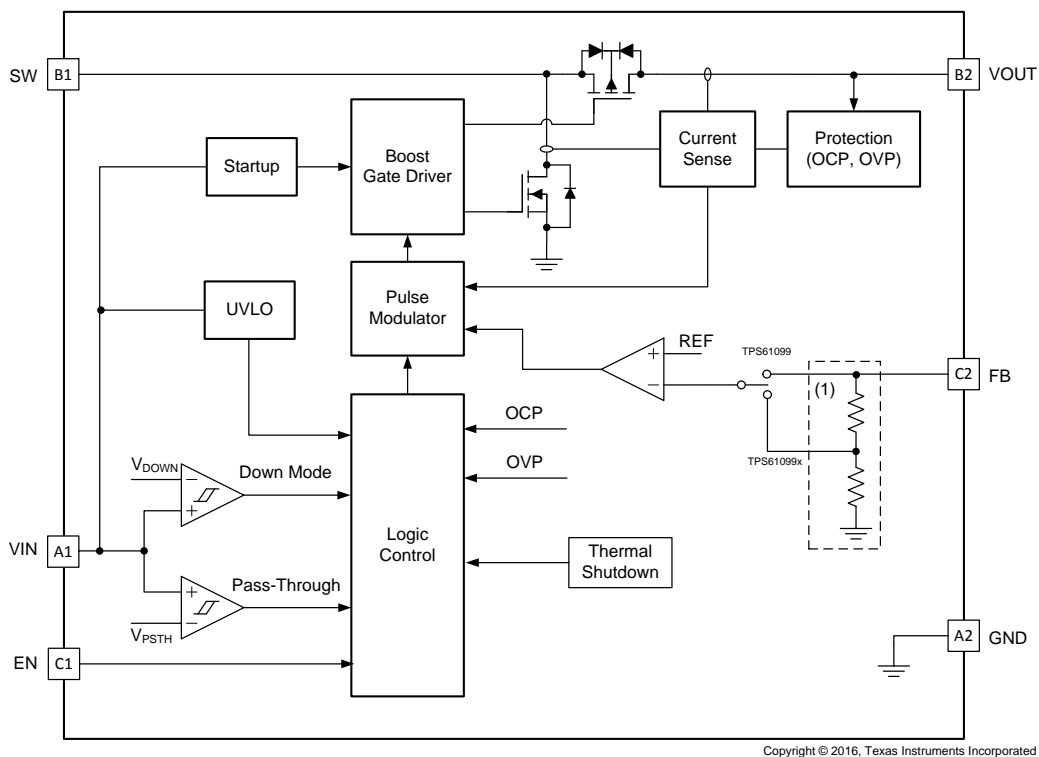 SW
B1
B2
VOUT
Startup
Boost
Gate Driver
Current
Sense
Protection
(OCP, OVP)
UVLO
Pulse
Modulator
REF
TPS61099
C2
FB
(1)
TPS61099x
OCP
OVP
VDOWN
Down Mode
Logic
Control
VIN
A1
Thermal
Shutdown
Pass-Through
VPSTH
EN
C1
A2
GND
Copyright © 2016, Texas Instruments Incorporated